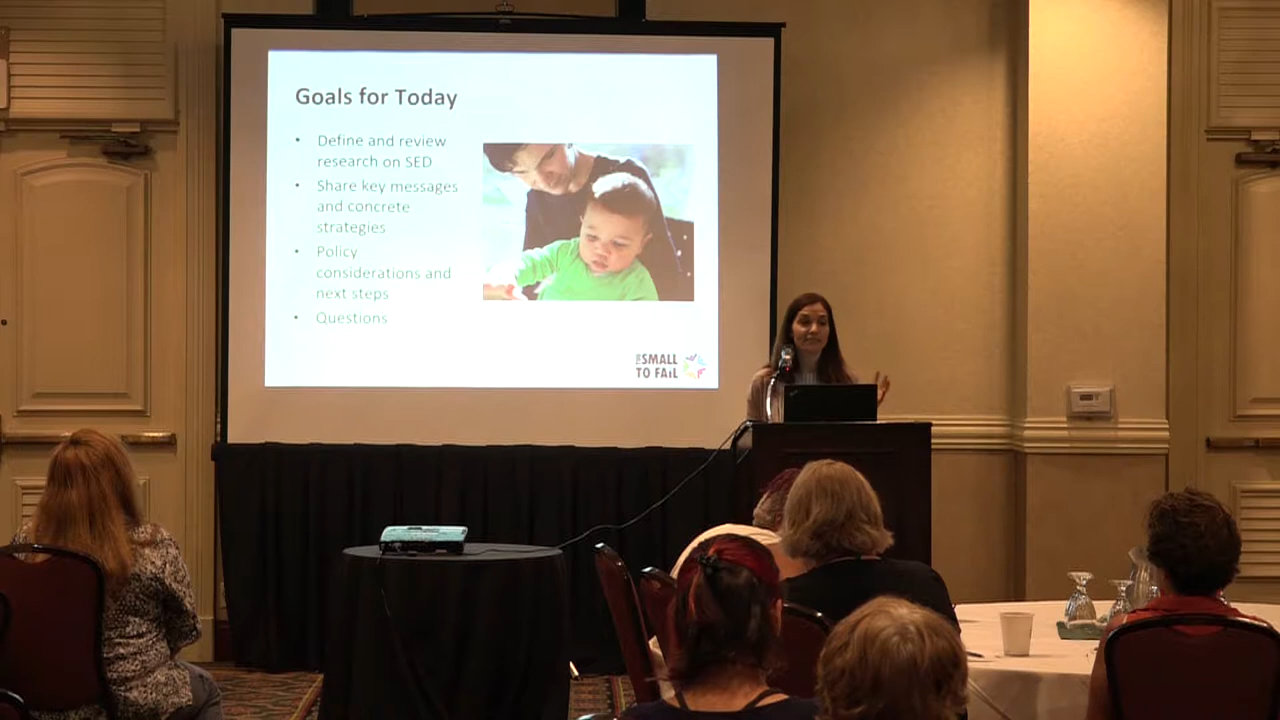 Goals for Today
• Define and review
research on SED
• Share key messages
and concrete
strategies
• Policy
considerations and
next steps
• Questions
TOO SMALL
TO FAiL